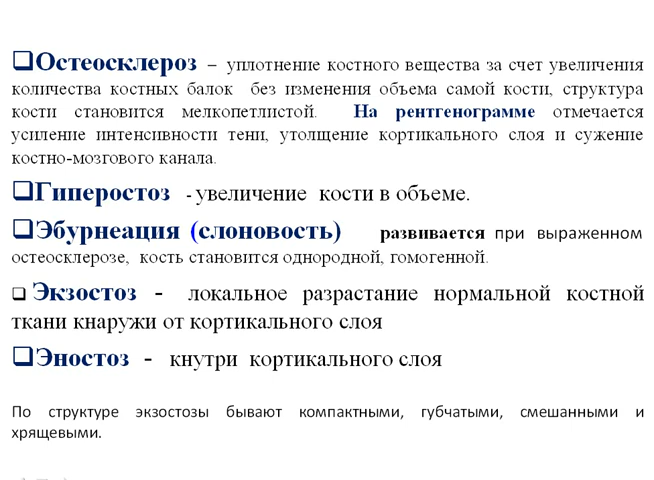 ❑Остеосклероз – уплотнение костного вещества за счет увеличения
количества костных балок без изменения объема самой кости, структура
кости становится мелкопетлистой. На рентгенограмме отмечается
усиление интенсивности тени, утолщение кортикального слоя и сужение
костно-мозгового канала.
❑Гиперостоз - увеличение кости в объеме.
❑Эбурнеация (слоновость) развивается при выраженном
остеосклерозе, кость становится однородной, гомогенной.
❑ Экзостоз - локальное разрастание нормальной костной
ткани кнаружи от кортикального слоя
❑Эностоз - кнутри кортикального слоя
По структуре экзостозы бывают компактными, губчатыми, смешанными и
хрящевыми.